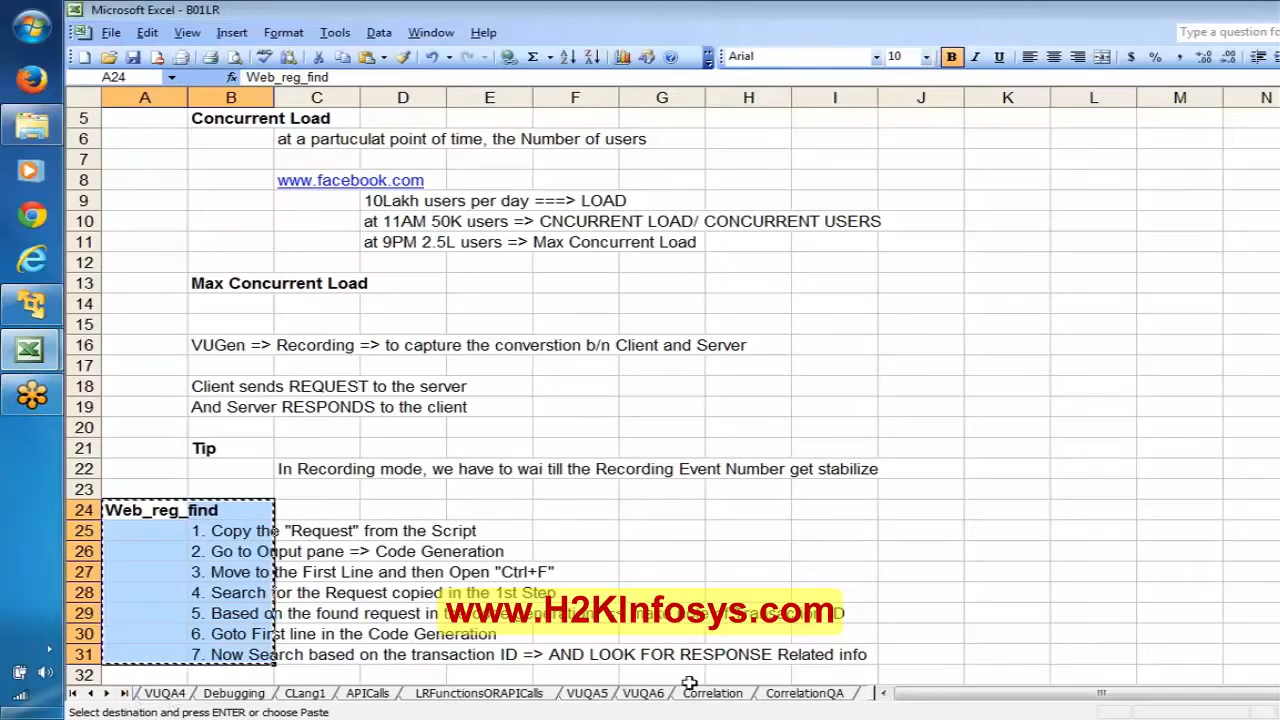 Microsoft Excel - B01LR
File Edit View Insert Format Tools Data Window Help
Type a question fo
Arial 10 B I U $ % ,
A24 fx Web_reg_find
A B C D E F G H I J K L M N
5 Concurrent Load
6 at a partuculat point of time, the Number of users
7
8 www.facebook.com
9 10Lakh users per day ===> LOAD
10 at 11AM 50K users => CNCURRENT LOAD/ CONCURRENT USERS
11 at 9PM 2.5L users => Max Concurrent Load
12
13 Max Concurrent Load
14
15
16 VUGen => Recording => to capture the converstion b/n Client and Server
17
18 Client sends REQUEST to the server
19 And Server RESPONDS to the client
20
21 Tip
22 In Recording mode, we have to wai till the Recording Event Number get stabilize
23
24 Web_reg_find
25 1. Copy the "Request" from the Script
26 2. Go to Ouput pane => Code Generation
27 3. Move to the First Line and then Open "Ctrl+F"
28 4. Search for the Request copied in the 1st Step
29 5. Based on the found request in
30 6. Goto First line in the Code Generation
31 7. Now Search based on the transaction ID => AND LOOK FOR RESPONSE Related info
32
www.H2KInfosys.com
VUQA4 Debugging CLang1 APICalls LRFunctionsORAPICalls VUQA5 VUQA6 Correlation CorrelationQA
Select destination and press ENTER or choose Paste